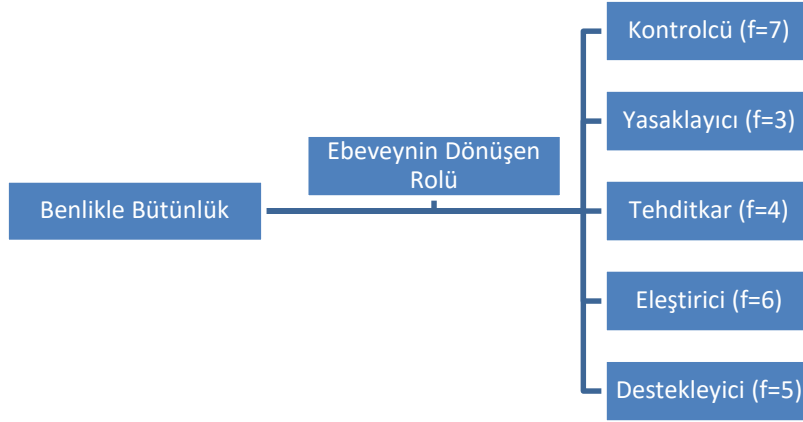 Benlikle Bütünlük
Ebeveynin Dönüşen
Rolü
Kontrolcü (f=7)
Yasaklayıcı (f=3)
Tehditkar (f=4)
Eleştirici (f=6)
Destekleyici (f=5)